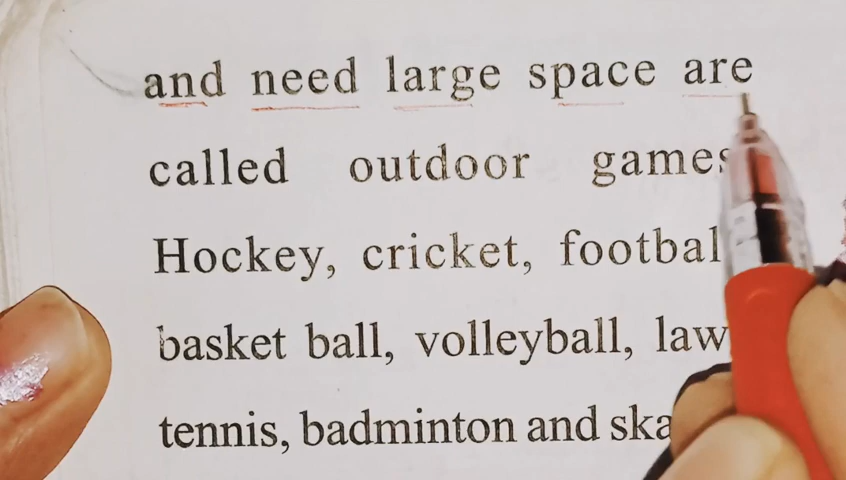 and need large space are
called outdoor games
Hockey, cricket, footbal
basket ball, volleyball, law
tennis, badminton and ska